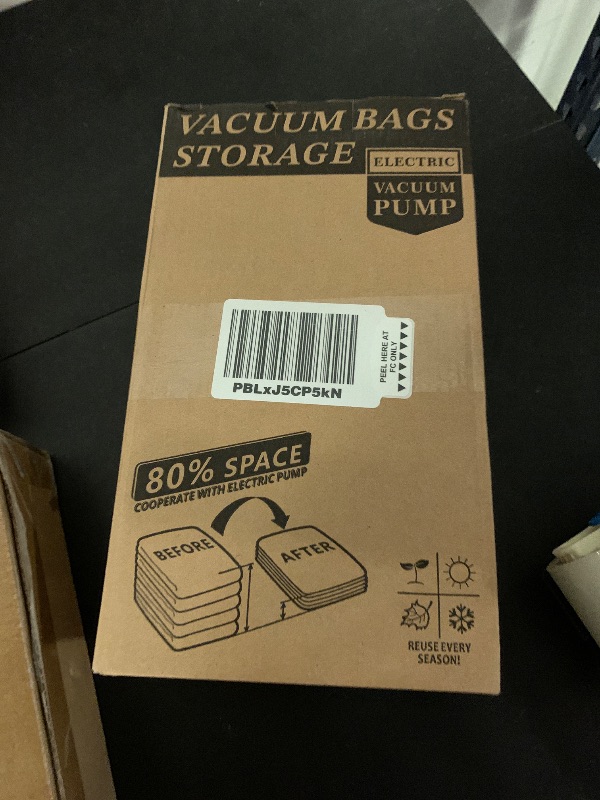 VACUUM BAGS
STORAGE
ELECTRIC
VACUUM
PUMP
PEEL HERE AT
FC ONLY
PBLxJ5CP5kN
80% SPACE
COOPERATE WITH ELECTRIC PUMP
BEFORE
AFTER
REUSE EVERY
SEASON!